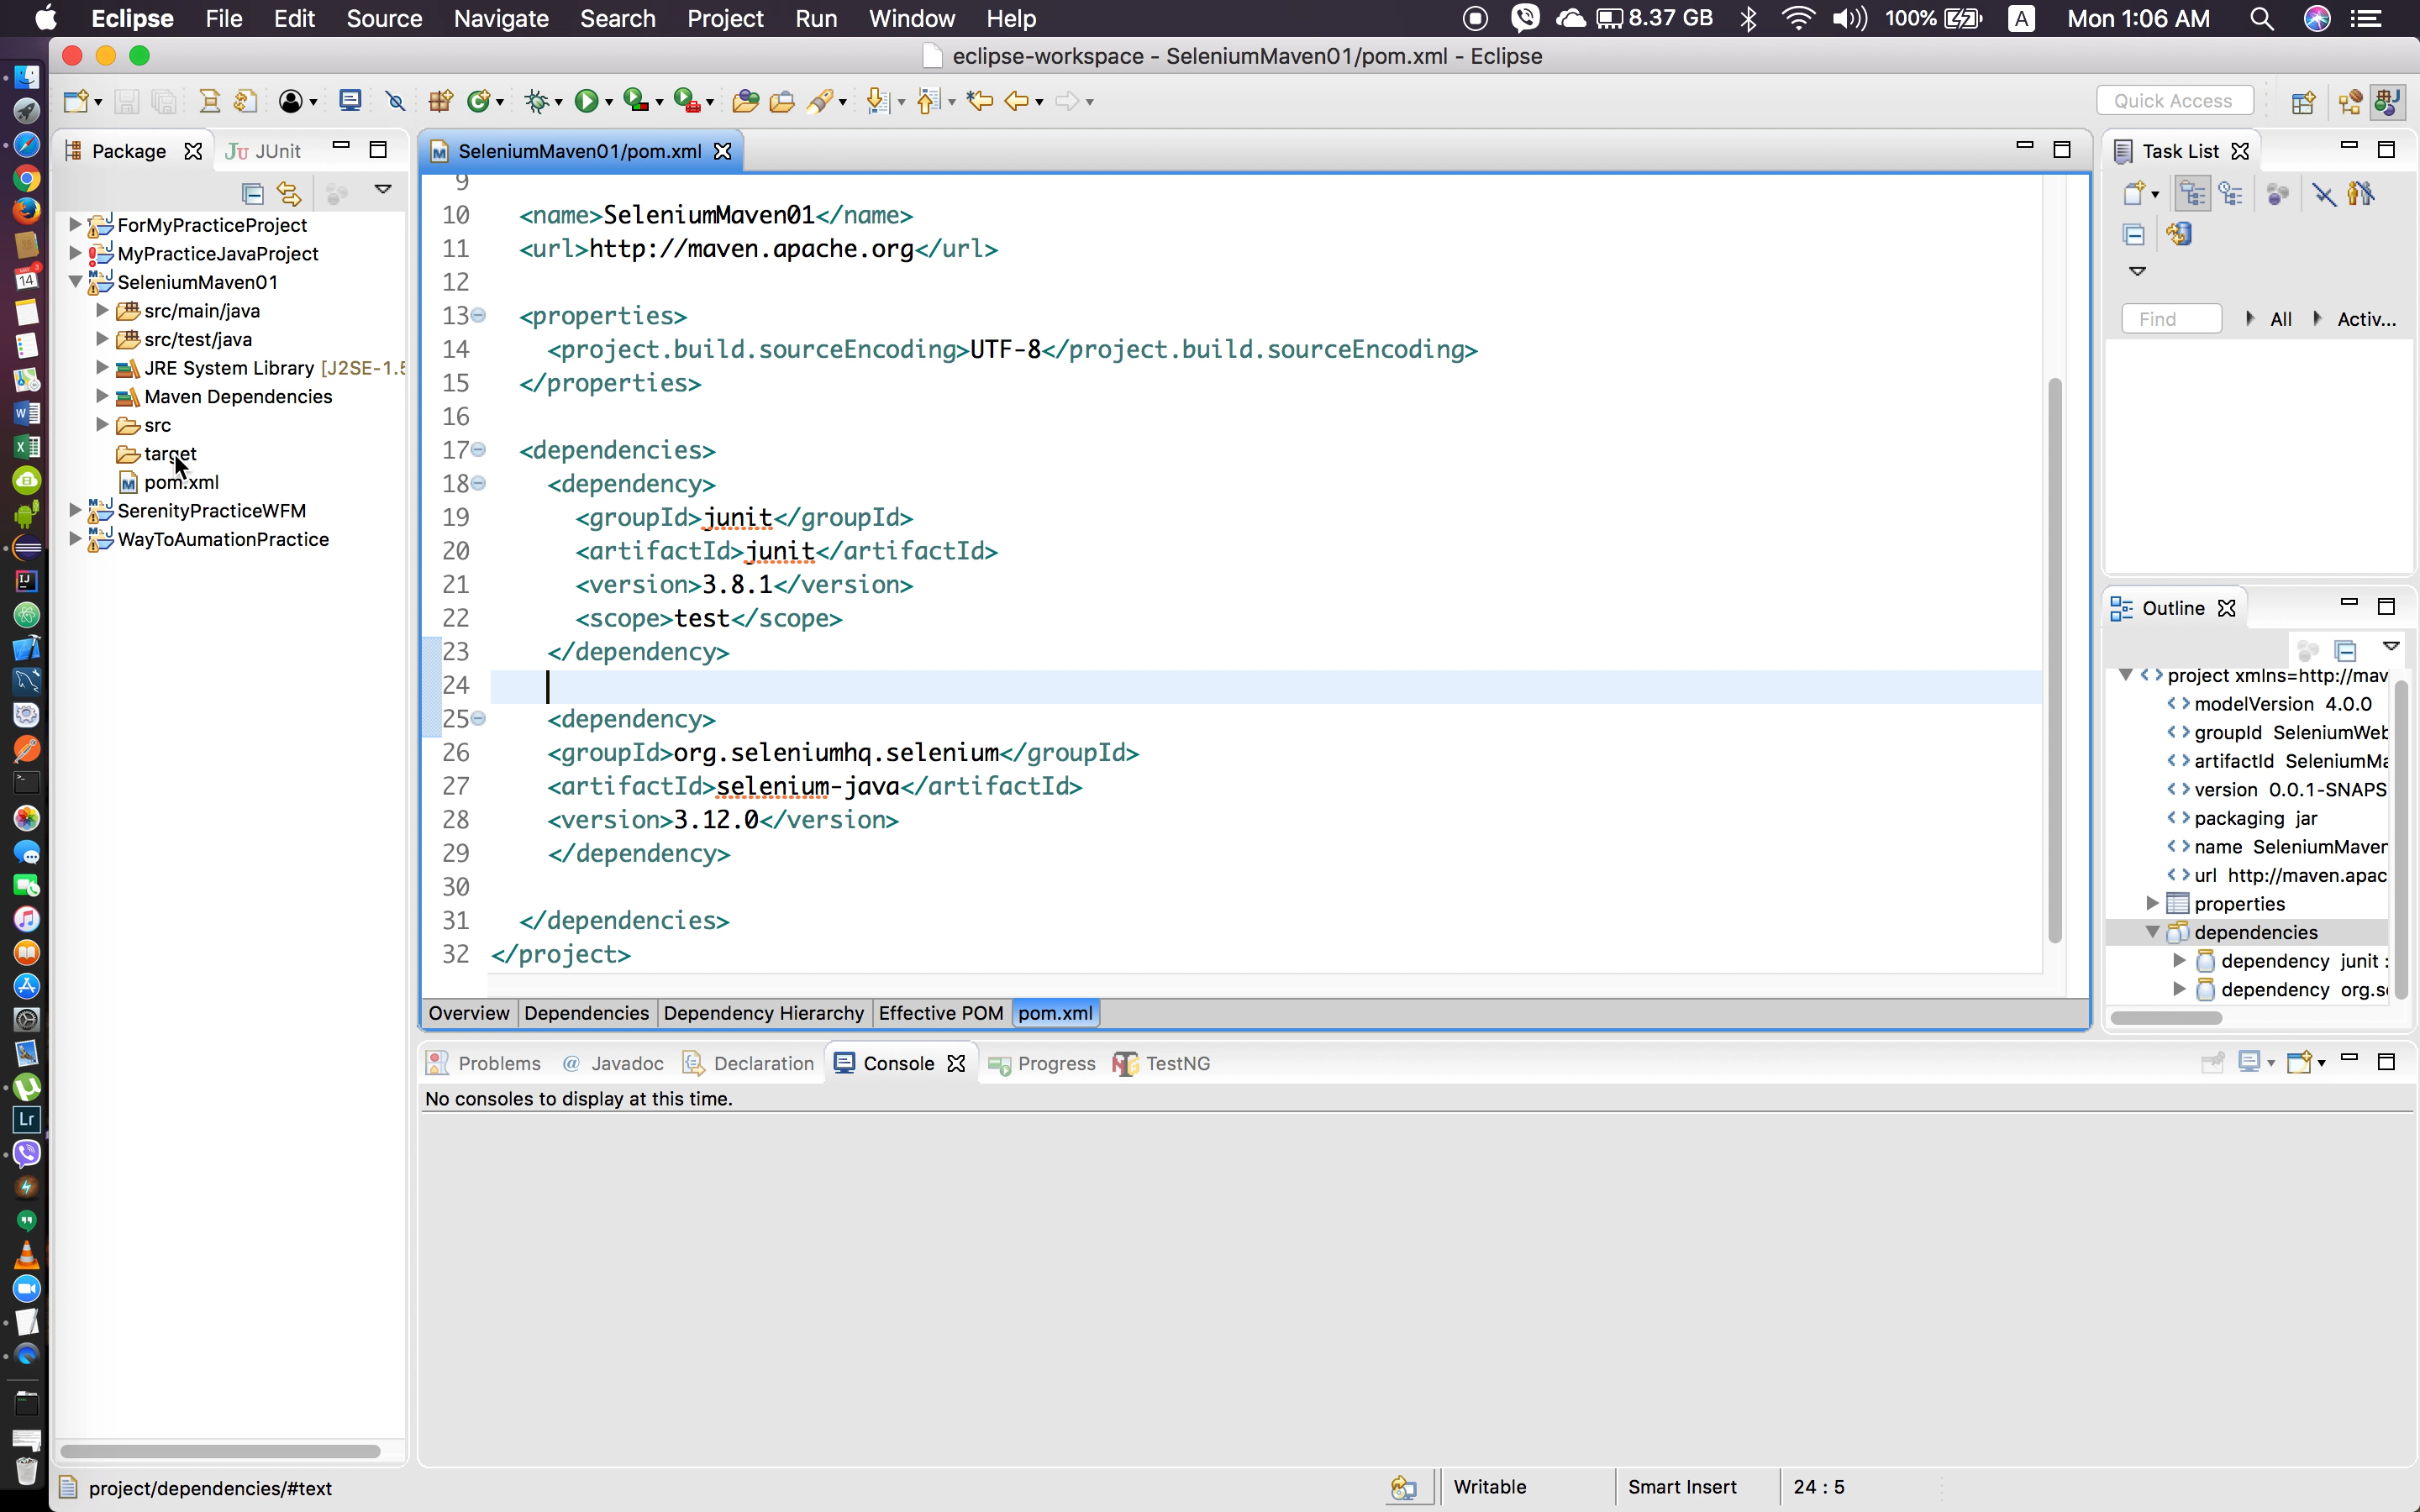 Eclipse File Edit Source Navigate Search Project Run Window Help 8.37 GB 100% A Mon 1:06 AM
eclipse-workspace - SeleniumMaven01/pom.xml - Eclipse
Quick Access
Package JUnit
ForMyPracticeProject
MyPracticeJavaProject
SeleniumMaven01
src/main/java
src/test/java
JRE System Library [J2SE-1.5
Maven Dependencies
src
target
pom.xml
SerenityPracticeWFM
WayToAumationPractice
SeleniumMaven01/pom.xml
9
10 <name>SeleniumMaven01</name>
11 <url>http://maven.apache.org</url>
12
13 <properties>
14 <project.build.sourceEncoding>UTF-8</project.build.sourceEncoding>
15 </properties>
16
17 <dependencies>
18 <dependency>
19 <groupId>junit</groupId>
20 <artifactId>junit</artifactId>
21 <version>3.8.1</version>
22 <scope>test</scope>
23 </dependency>
24
25 <dependency>
26 <groupId>org.seleniumhq.selenium</groupId>
27 <artifactId>selenium-java</artifactId>
28 <version>3.12.0</version>
29 </dependency>
30
31 </dependencies>
32 </project>
Overview Dependencies Dependency Hierarchy Effective POM pom.xml
Task List
Find All Activ...
Outline
project xmlns=http://mav
modelVersion 4.0.0
groupId SeleniumWeb
artifactId SeleniumMa
version 0.0.1-SNAPS
packaging jar
name SeleniumMaven
url http://maven.apac
properties
dependencies
dependency junit :
dependency org.se
Problems @ Javadoc Declaration Console Progress TestNG
No consoles to display at this time.
project/dependencies/#text Writable Smart Insert 24 : 5